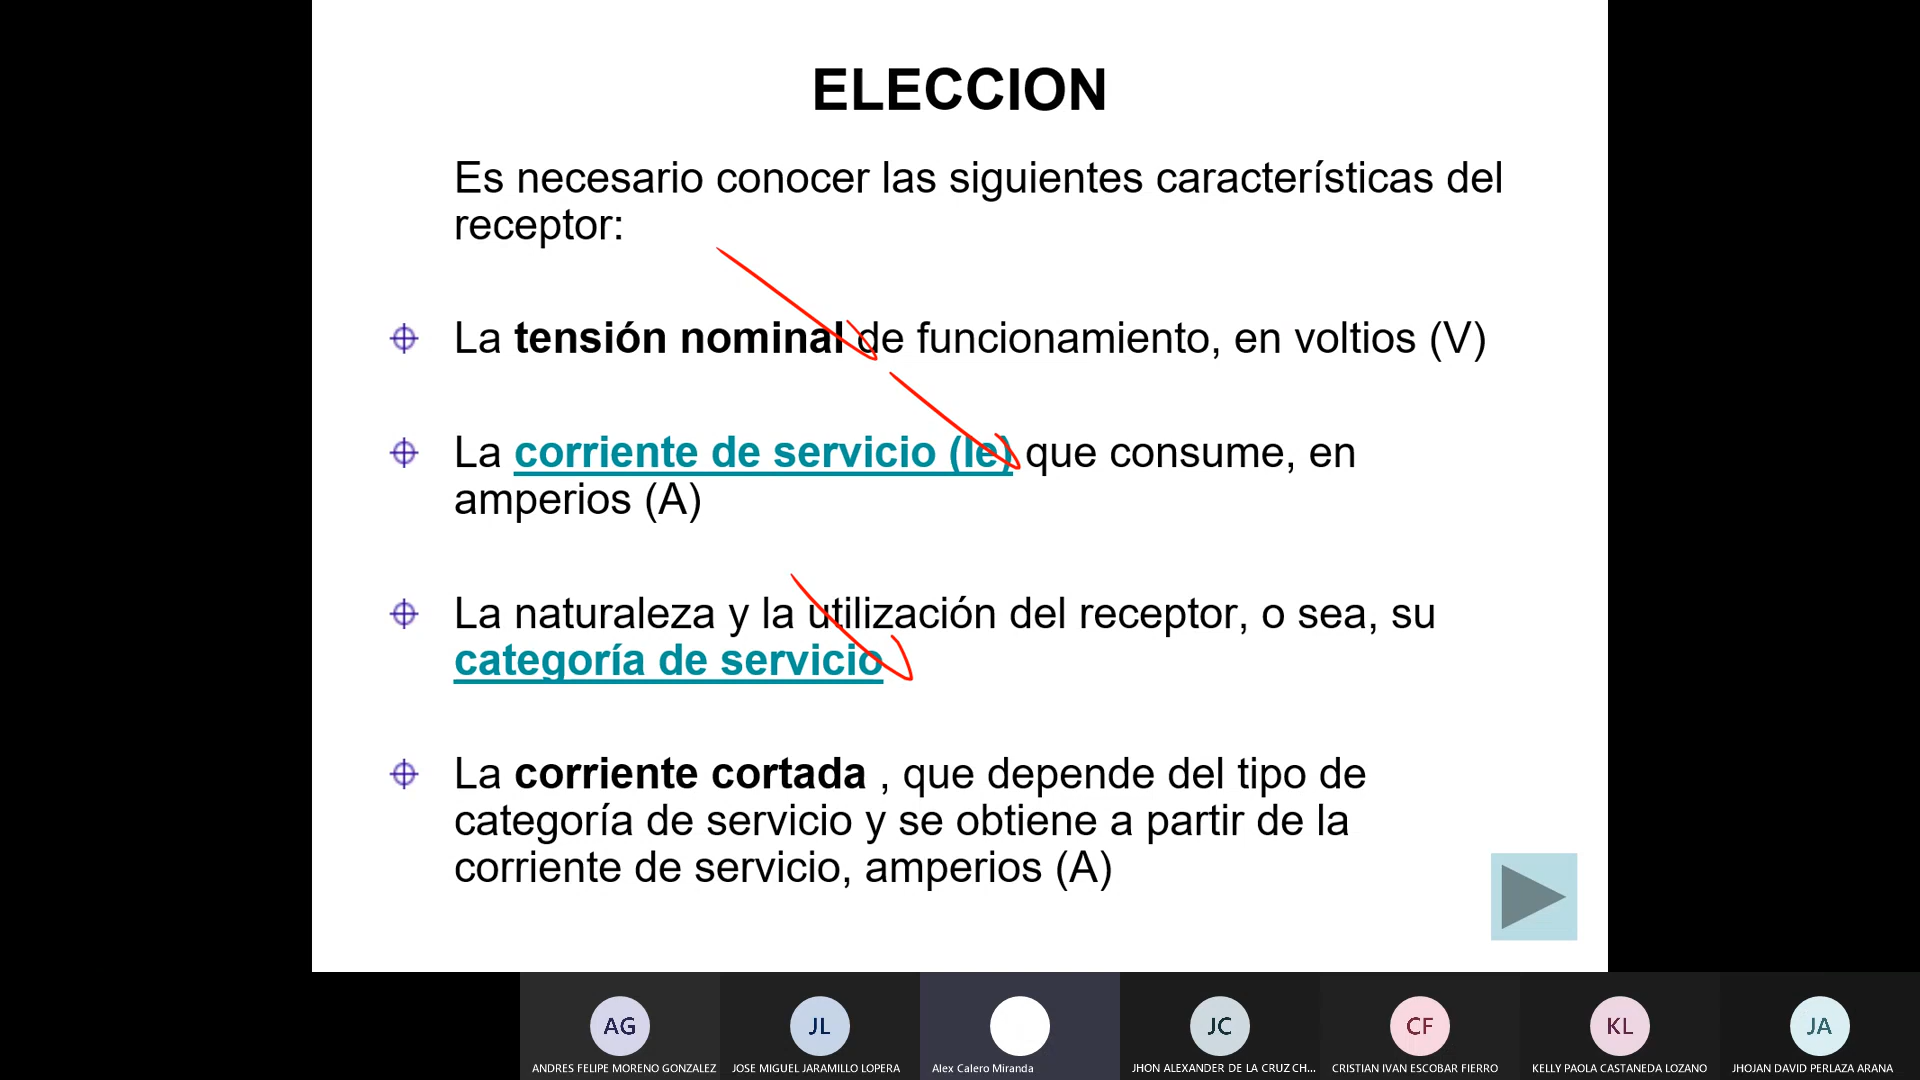 ELECCION
Es necesario conocer las siguientes características del
receptor:
La tensión nominal de funcionamiento, en voltios (V)
La corriente de servicio (Ie) que consume, en
amperios (A)
La naturaleza y la utilización del receptor, o sea, su
categoría de servicio
La corriente cortada , que depende del tipo de
categoría de servicio y se obtiene a partir de la
corriente de servicio, amperios (A)
AG
JL
JC
CF
KL
JA
ANDRES FELIPE MORENO GONZALEZ
JOSE MIGUEL JARAMILLO LOPERA
Alex Calero Miranda
JHON ALEXANDER DE LA CRUZ CH...
CRISTIAN IVAN ESCOBAR FIERRO
KELLY PAOLA CASTANEDA LOZANO
JHOJAN DAVID PERLAZA ARANA